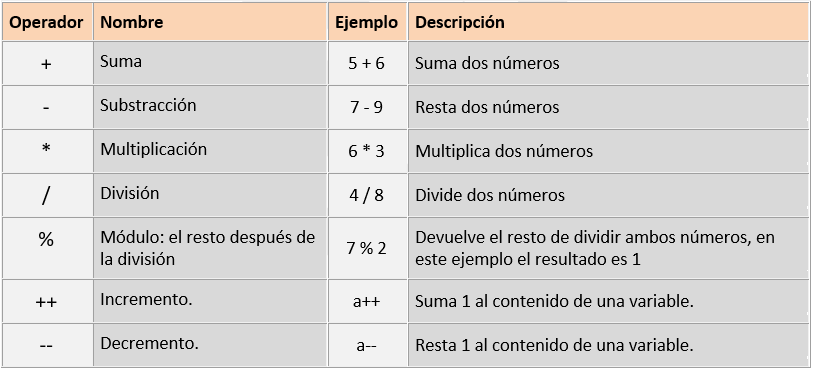 Operador Nombre Ejemplo Descripción
+ Suma 5 + 6 Suma dos números
- Substracción 7 - 9 Resta dos números
* Multiplicación 6 * 3 Multiplica dos números
/ División 4 / 8 Divide dos números
% Módulo: el resto después de
la división 7 % 2 Devuelve el resto de dividir ambos números, en
este ejemplo el resultado es 1
++ Incremento. a++ Suma 1 al contenido de una variable.
-- Decremento. a-- Resta 1 al contenido de una variable.